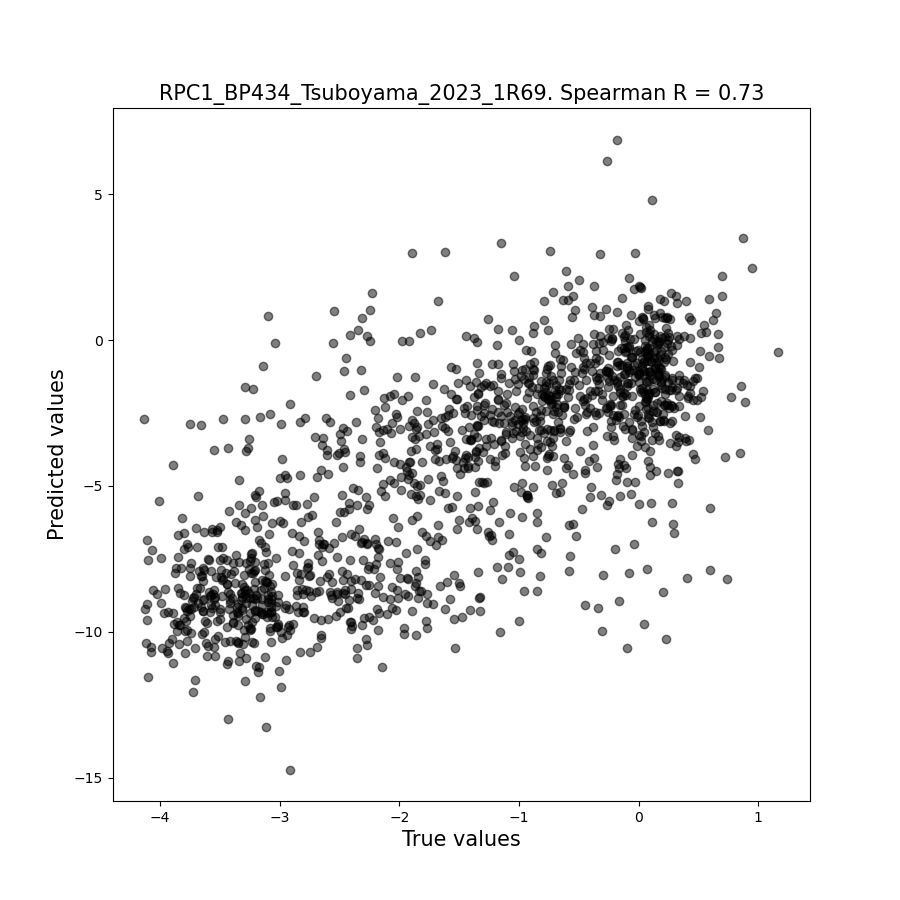 RPC1_BP434_Tsuboyama_2023_1R69. Spearman R = 0.73
Predicted values
5
0
−5
−10
−15
−4 −3 −2 −1 0 1
True values